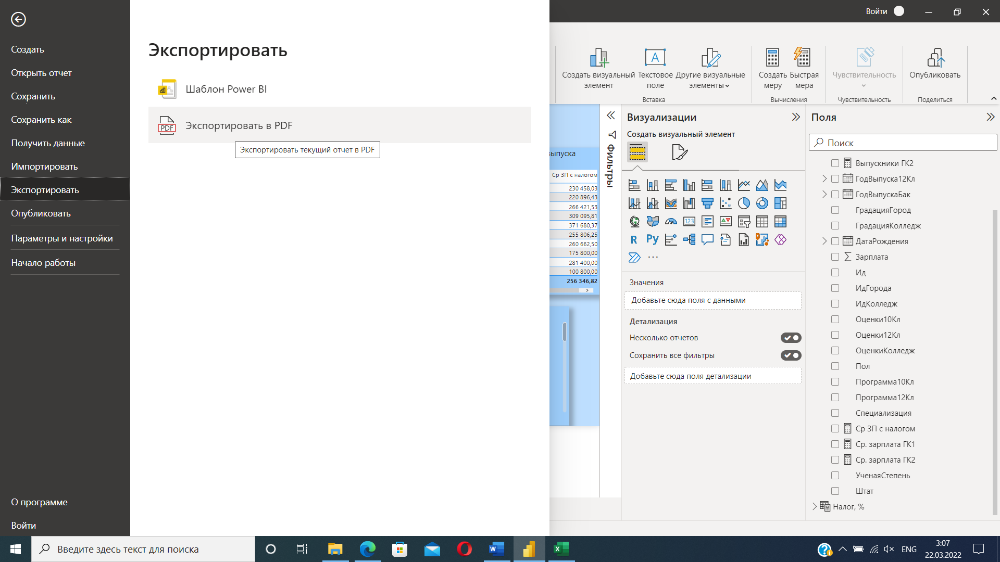 Создать
Открыть отчет
Сохранить
Сохранить как
Получить данные
Импортировать
Экспортировать
Опубликовать
Параметры и настройки
Начало работы
О программе
Войти
Экспортировать
Шаблон Power BI
PDF
Экспортировать в PDF
Экспортировать текущий отчет в PDF
Войти
Создать визуальный элемент
Текстовое поле
Другие визуальные элементы
Вставка
Создать меру
Быстрая мера
Вычисления
Чувствительность
Чувствительность
Опубликовать
Поделиться
выпуска
Ср ЗП с налогом
230 458,03
220 896,43
266 421,53
309 095,81
371 680,37
255 806,25
260 662,50
175 800,00
281 400,00
100 800,00
256 346,82
Фильтры
Визуализации
Создать визуальный элемент
123
R
Py
Значения
Добавьте сюда поля с данными
Детализация
Несколько отчетов
Сохранить все фильтры
Добавьте сюда поля детализации
Поля
Поиск
Выпускники ГК2
ГодВыпуска12Кл
ГодВыпускаБак
ГрадацияГород
ГрадацияКолледж
ДатаРождения
Зарплата
Ид
ИдГорода
ИдКолледж
Оценки10Кл
Оценки12Кл
ОценкиКолледж
Пол
Программа10Кл
Программа12Кл
Специализация
Ср ЗП с налогом
Ср. зарплата ГК1
Ср. зарплата ГК2
УченаяСтепень
Штат
Налог, %
Введите здесь текст для поиска
ENG
3:07
22.03.2022